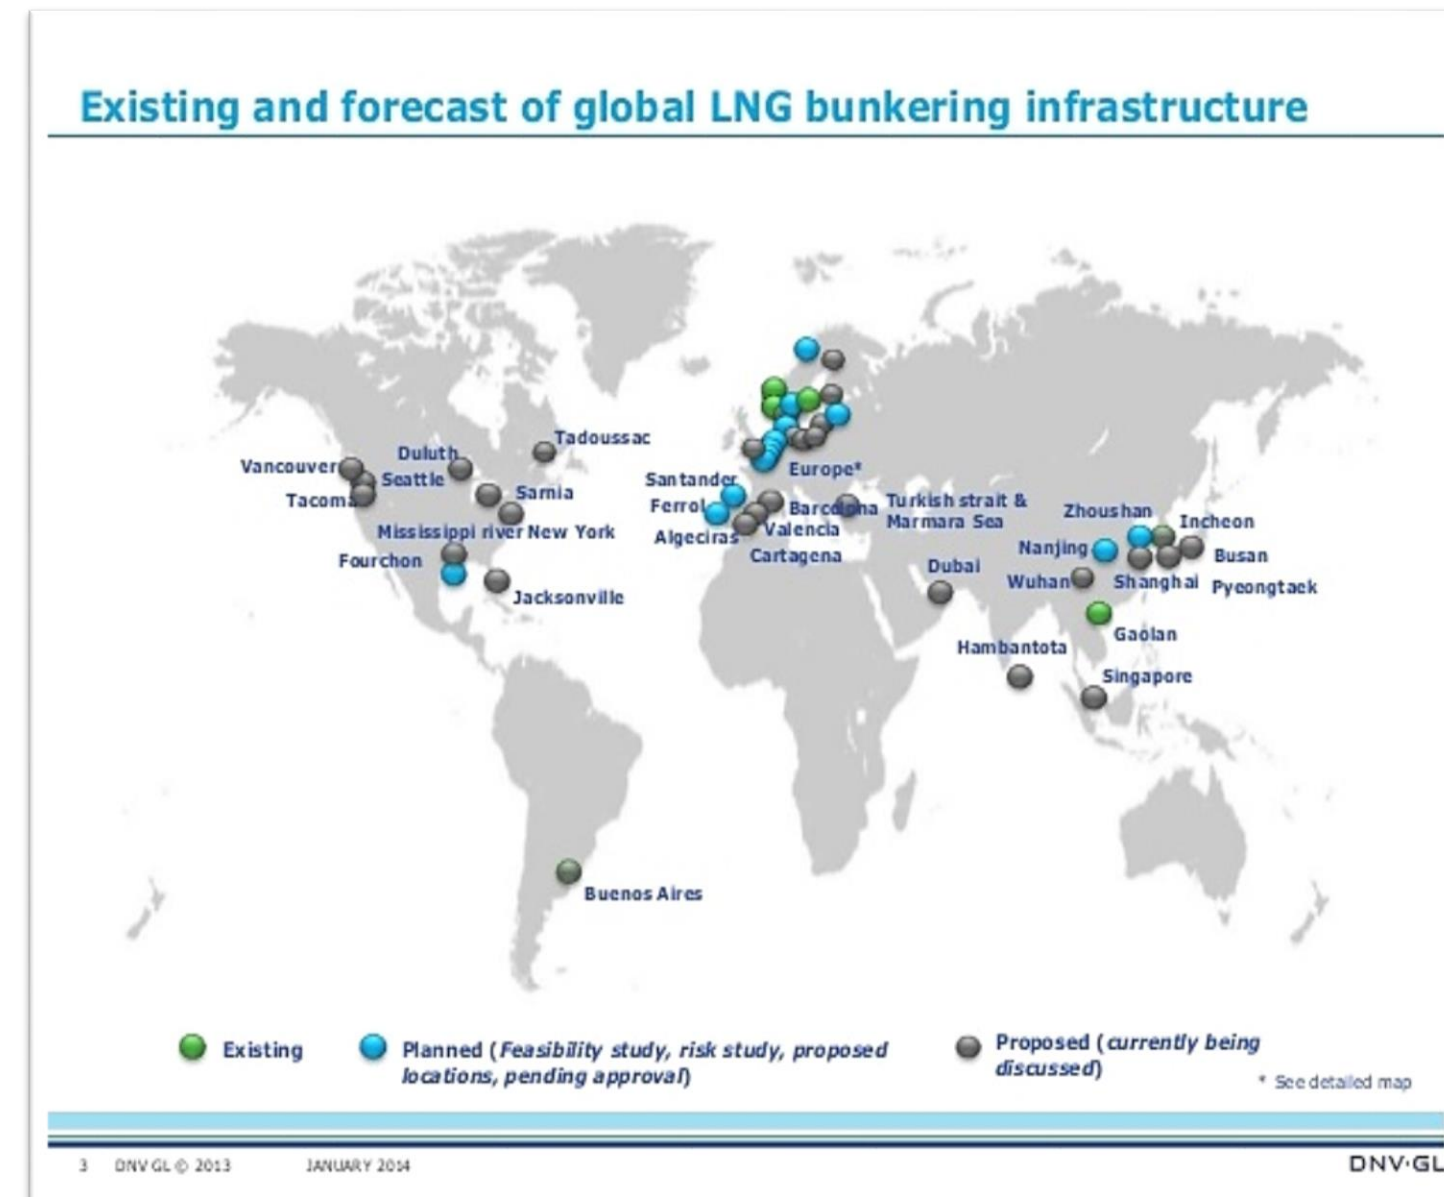 Existing and forecast of global LNG bunkering infrastructure
Tadoussac
Vancouver
Duluth
Seattle
Tacoma
Sarnia
Mississippi river New York
Fourchon
Jacksonville
Europe*
Santander
Ferrol
Algeciras
Barcelona
Valencia
Cartagena
Turkish strait &
Marmara Sea
Dubai
Zhoushan
Incheon
Nanjing
Busan
Wuhan
Shanghai
Pyeongtaek
Gaolan
Hambantota
Singapore
Buenos Aires
Existing
Planned (Feasibility study, risk study, proposed
locations, pending approval)
Proposed (currently being
discussed)
* See detailed map
3 DNV GL © 2013 JANUARY 2014
DNV·GL